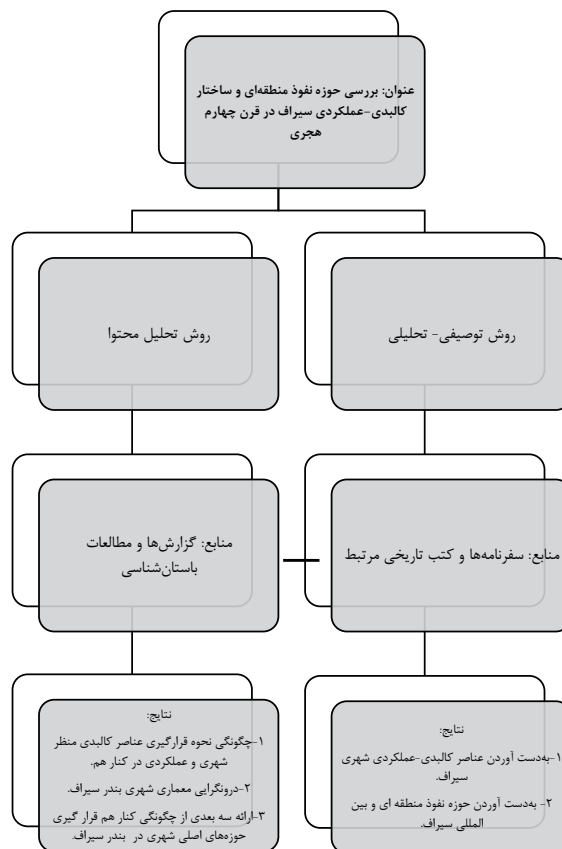 عنوان: بررسی حوزه نفوذ منطقه‌ای و ساختار
کالبدی-عملکردی سیراف در قرن چهارم
هجری
روش توصیفی- تحلیلی
روش تحلیل محتوا
منابع: سفرنامه‌ها و کتب تاریخی مرتبط
منابع: گزارش‌ها و مطالعات
باستان‌شناسی
نتایج:
۱-به‌دست آوردن عناصر کالبدی-عملکردی شهری
سیراف.
۲- به‌دست آوردن حوزه نفوذ منطقه ای و بین
المللی سیراف.
نتایج:
۱-چگونگی نحوه قرارگیری عناصر کالبدی منظر
شهری و عملکردی در کنار هم.
۲-درونگرایی معماری شهری بندر سیراف.
۳-ارائه سه بعدی از چگونگی کنار هم قرار گیری
حوزه‌های اصلی شهری در بندر سیراف.